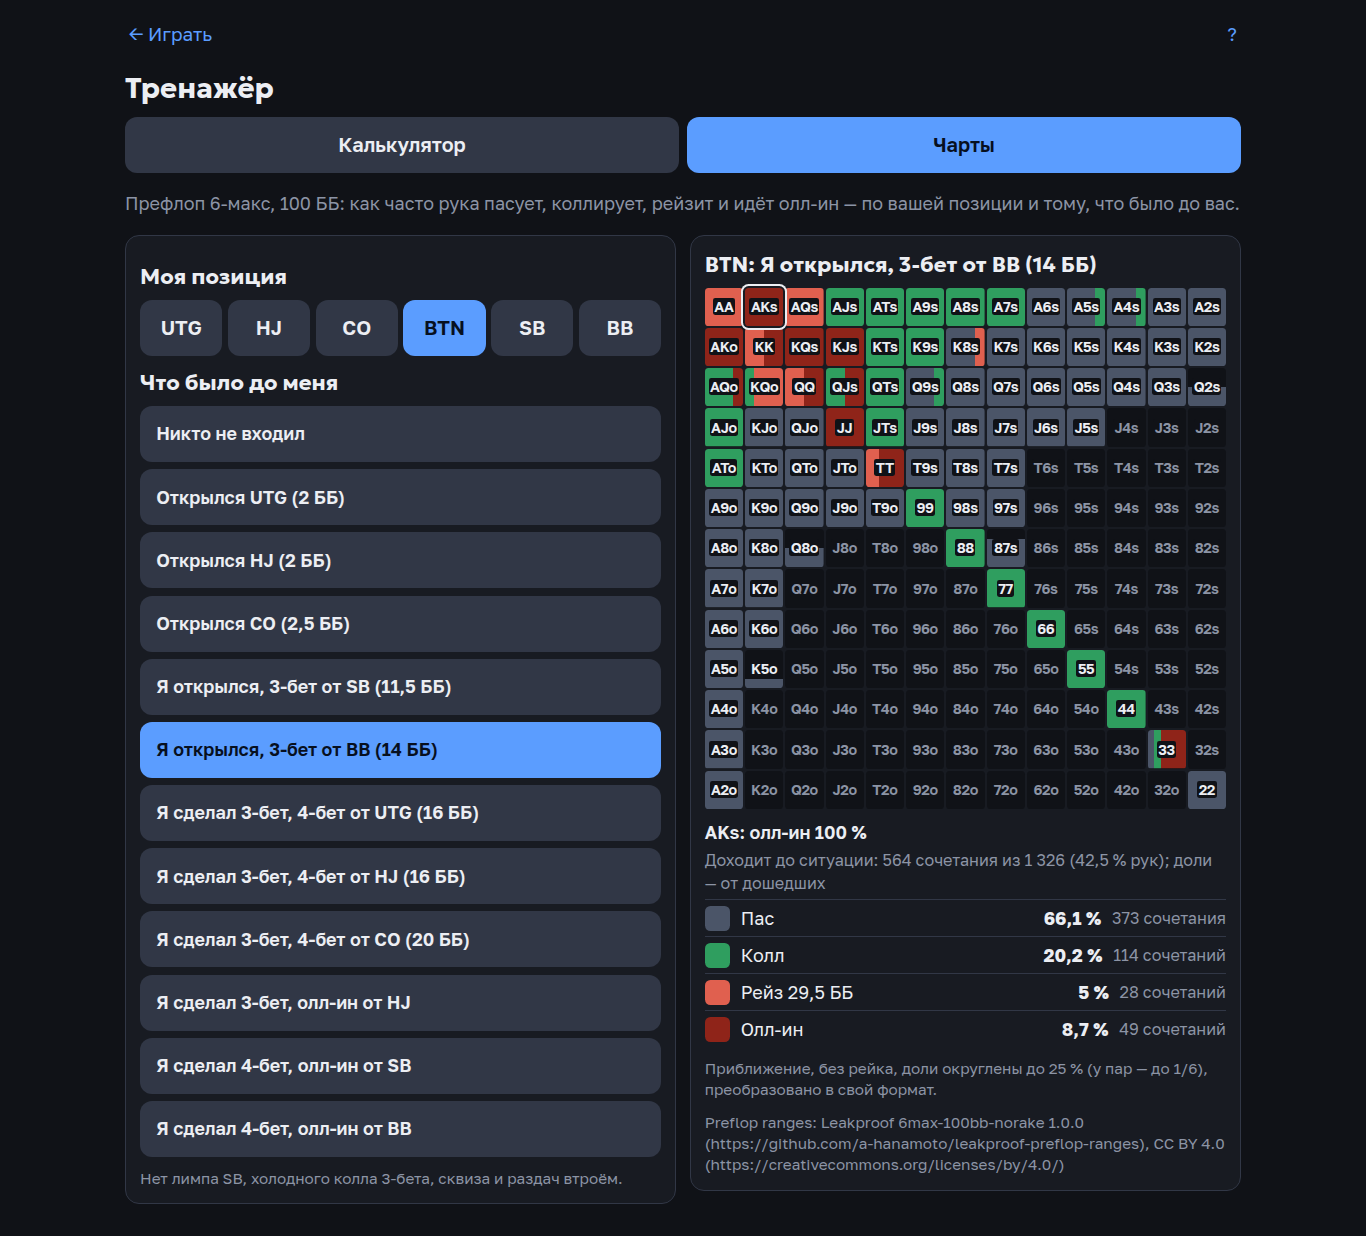 ← Играть
?
Тренажёр
Калькулятор
Чарты
Префлоп 6-макс, 100 ББ: как часто рука пасует, коллирует, рейзит и идёт олл-ин — по вашей позиции и тому, что было до вас.
Моя позиция
UTG HJ CO BTN SB BB
Что было до меня
Никто не входил
Открылся UTG (2 ББ)
Открылся HJ (2 ББ)
Открылся CO (2,5 ББ)
Я открылся, 3-бет от SB (11,5 ББ)
Я открылся, 3-бет от BB (14 ББ)
Я сделал 3-бет, 4-бет от UTG (16 ББ)
Я сделал 3-бет, 4-бет от HJ (16 ББ)
Я сделал 3-бет, 4-бет от CO (20 ББ)
Я сделал 3-бет, олл-ин от HJ
Я сделал 4-бет, олл-ин от SB
Я сделал 4-бет, олл-ин от BB
Нет лимпа SB, холодного колла 3-бета, сквиза и раздач втроём.
BTN: Я открылся, 3-бет от BB (14 ББ)
AA AKs AQs AJs ATs A9s A8s A7s A6s A5s A4s A3s A2s
AKo KK KQs KJs KTs K9s K8s K7s K6s K5s K4s K3s K2s
AQo KQo QQ QJs QTs Q9s Q8s Q7s Q6s Q5s Q4s Q3s Q2s
AJo KJo QJo JJ JTs J9s J8s J7s J6s J5s J4s J3s J2s
ATo KTo QTo JTo TT T9s T8s T7s T6s T5s T4s T3s T2s
A9o K9o Q9o J9o T9o 99 98s 97s 96s 95s 94s 93s 92s
A8o K8o Q8o J8o T8o 98o 88 87s 86s 85s 84s 83s 82s
A7o K7o Q7o J7o T7o 97o 87o 77 76s 75s 74s 73s 72s
A6o K6o Q6o J6o T6o 96o 86o 76o 66 65s 64s 63s 62s
A5o K5o Q5o J5o T5o 95o 85o 75o 65o 55 54s 53s 52s
A4o K4o Q4o J4o T4o 94o 84o 74o 64o 54o 44 43s 42s
A3o K3o Q3o J3o T3o 93o 83o 73o 63o 53o 43o 33 32s
A2o K2o Q2o J2o T2o 92o 82o 72o 62o 52o 42o 32o 22
AKs: олл-ин 100 %
Доходит до ситуации: 564 сочетания из 1 326 (42,5 % рук); доли
— от дошедших
Пас 66,1 % 373 сочетания
Колл 20,2 % 114 сочетаний
Рейз 29,5 ББ 5 % 28 сочетаний
Олл-ин 8,7 % 49 сочетаний
Приближение, без рейка, доли округлены до 25 % (у пар — до 1/6),
преобразовано в свой формат.
Preflop ranges: Leakproof 6max-100bb-norake 1.0.0
(https://github.com/a-hanamoto/leakproof-preflop-ranges), CC BY 4.0
(https://creativecommons.org/licenses/by/4.0/)